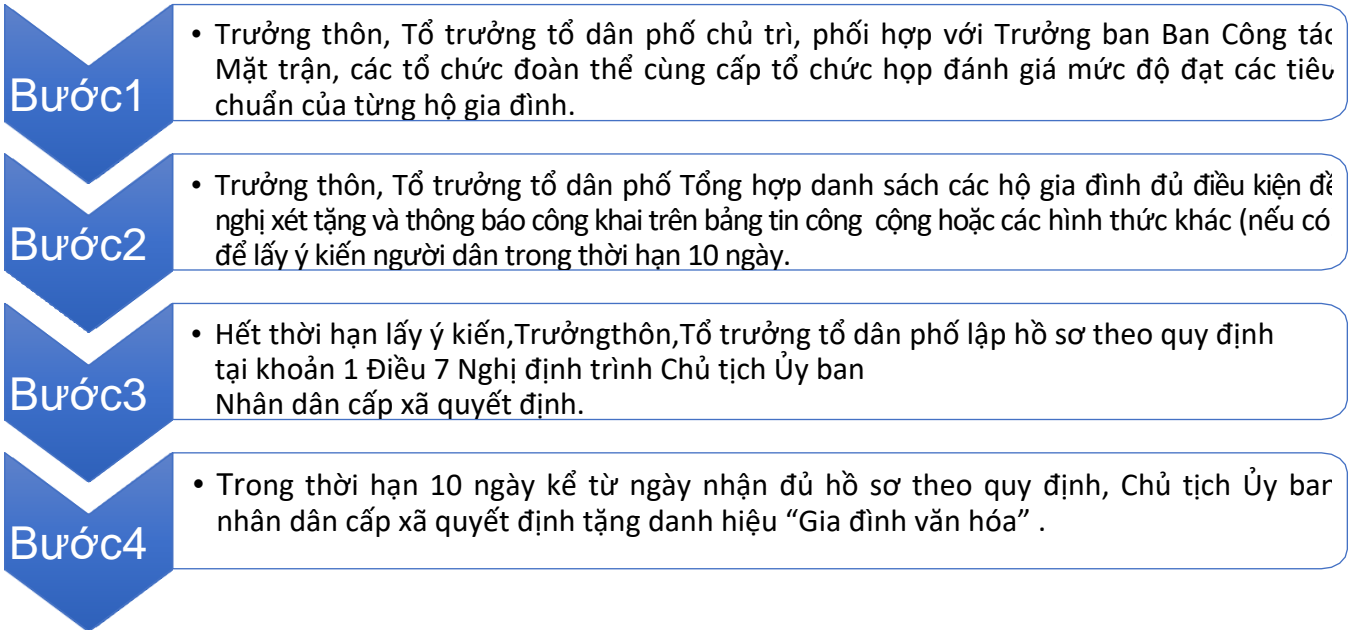 Bước1
• Trưởng thôn, Tổ trưởng tổ dân phố chủ trì, phối hợp với Trưởng ban Ban Công tác
Mặt trận, các tổ chức đoàn thể cùng cấp tổ chức họp đánh giá mức độ đạt các tiêu
chuẩn của từng hộ gia đình.
Bước2
• Trưởng thôn, Tổ trưởng tổ dân phố Tổng hợp danh sách các hộ gia đình đủ điều kiện đề
nghị xét tặng và thông báo công khai trên bảng tin công cộng hoặc các hình thức khác (nếu có
để lấy ý kiến người dân trong thời hạn 10 ngày.
Bước3
• Hết thời hạn lấy ý kiến,Trưởngthôn,Tổ trưởng tổ dân phố lập hồ sơ theo quy định
tại khoản 1 Điều 7 Nghị định trình Chủ tịch Ủy ban
Nhân dân cấp xã quyết định.
Bước4
• Trong thời hạn 10 ngày kể từ ngày nhận đủ hồ sơ theo quy định, Chủ tịch Ủy ban
nhân dân cấp xã quyết định tặng danh hiệu “Gia đình văn hóa” .